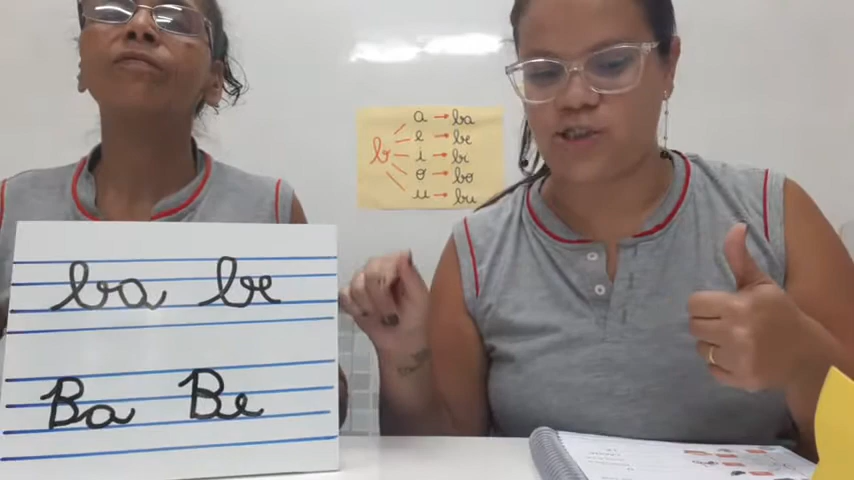 ba be
Ba Be
a → ba
e → be
b i → bi
o → bo
u → bu